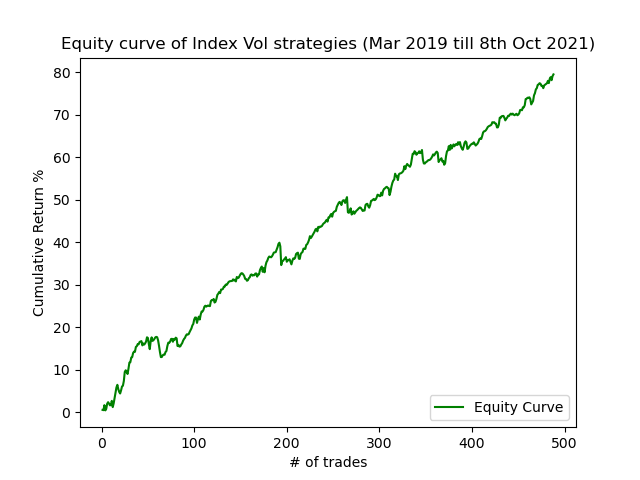 Equity curve of Index Vol strategies (Mar 2019 till 8th Oct 2021)
80
70
60
50
40
30
20
10
0
Cumulative Return %
Equity Curve
0 100 200 300 400 500
# of trades